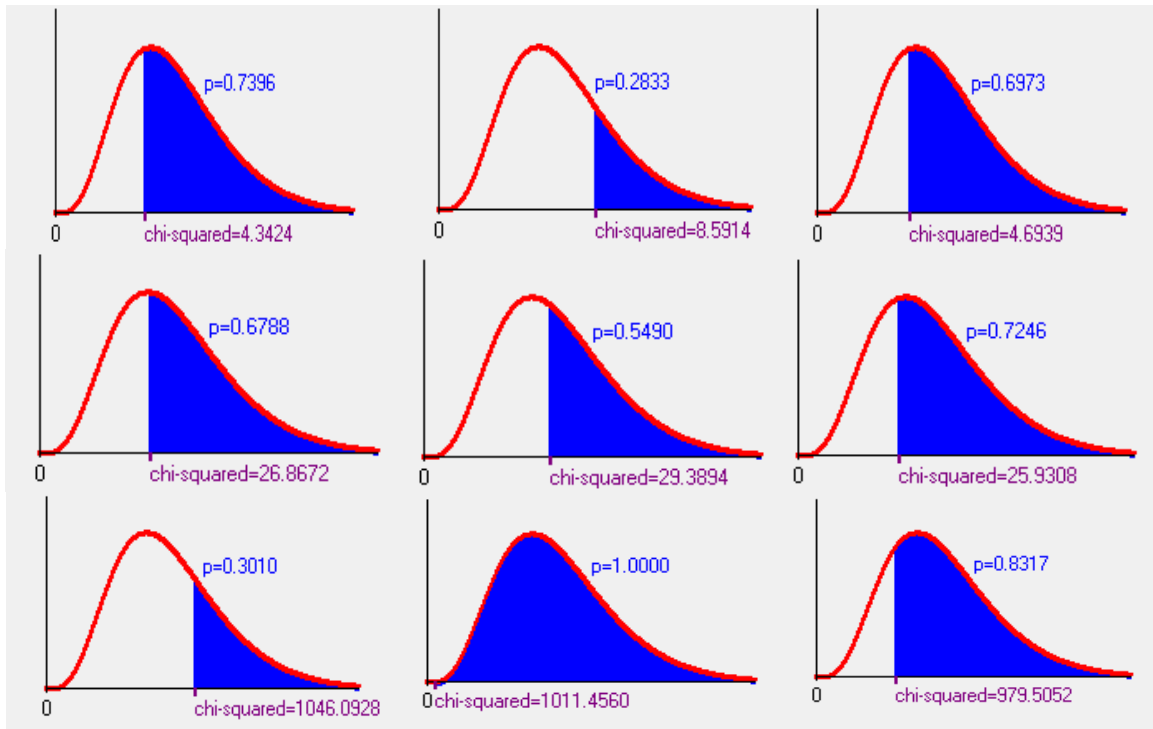 p=0.7396
p=0.2833
p=0.6973
0
chi-squared=4.3424
0
chi-squared=8.5914
0
chi-squared=4.6939
p=0.6788
p=0.5490
p=0.7246
0
chi-squared=26.8672
0
chi-squared=29.3894
0
chi-squared=25.9308
p=0.3010
p=1.0000
p=0.8317
0
chi-squared=1046.0928
0
chi-squared=1011.4560
0
chi-squared=979.5052